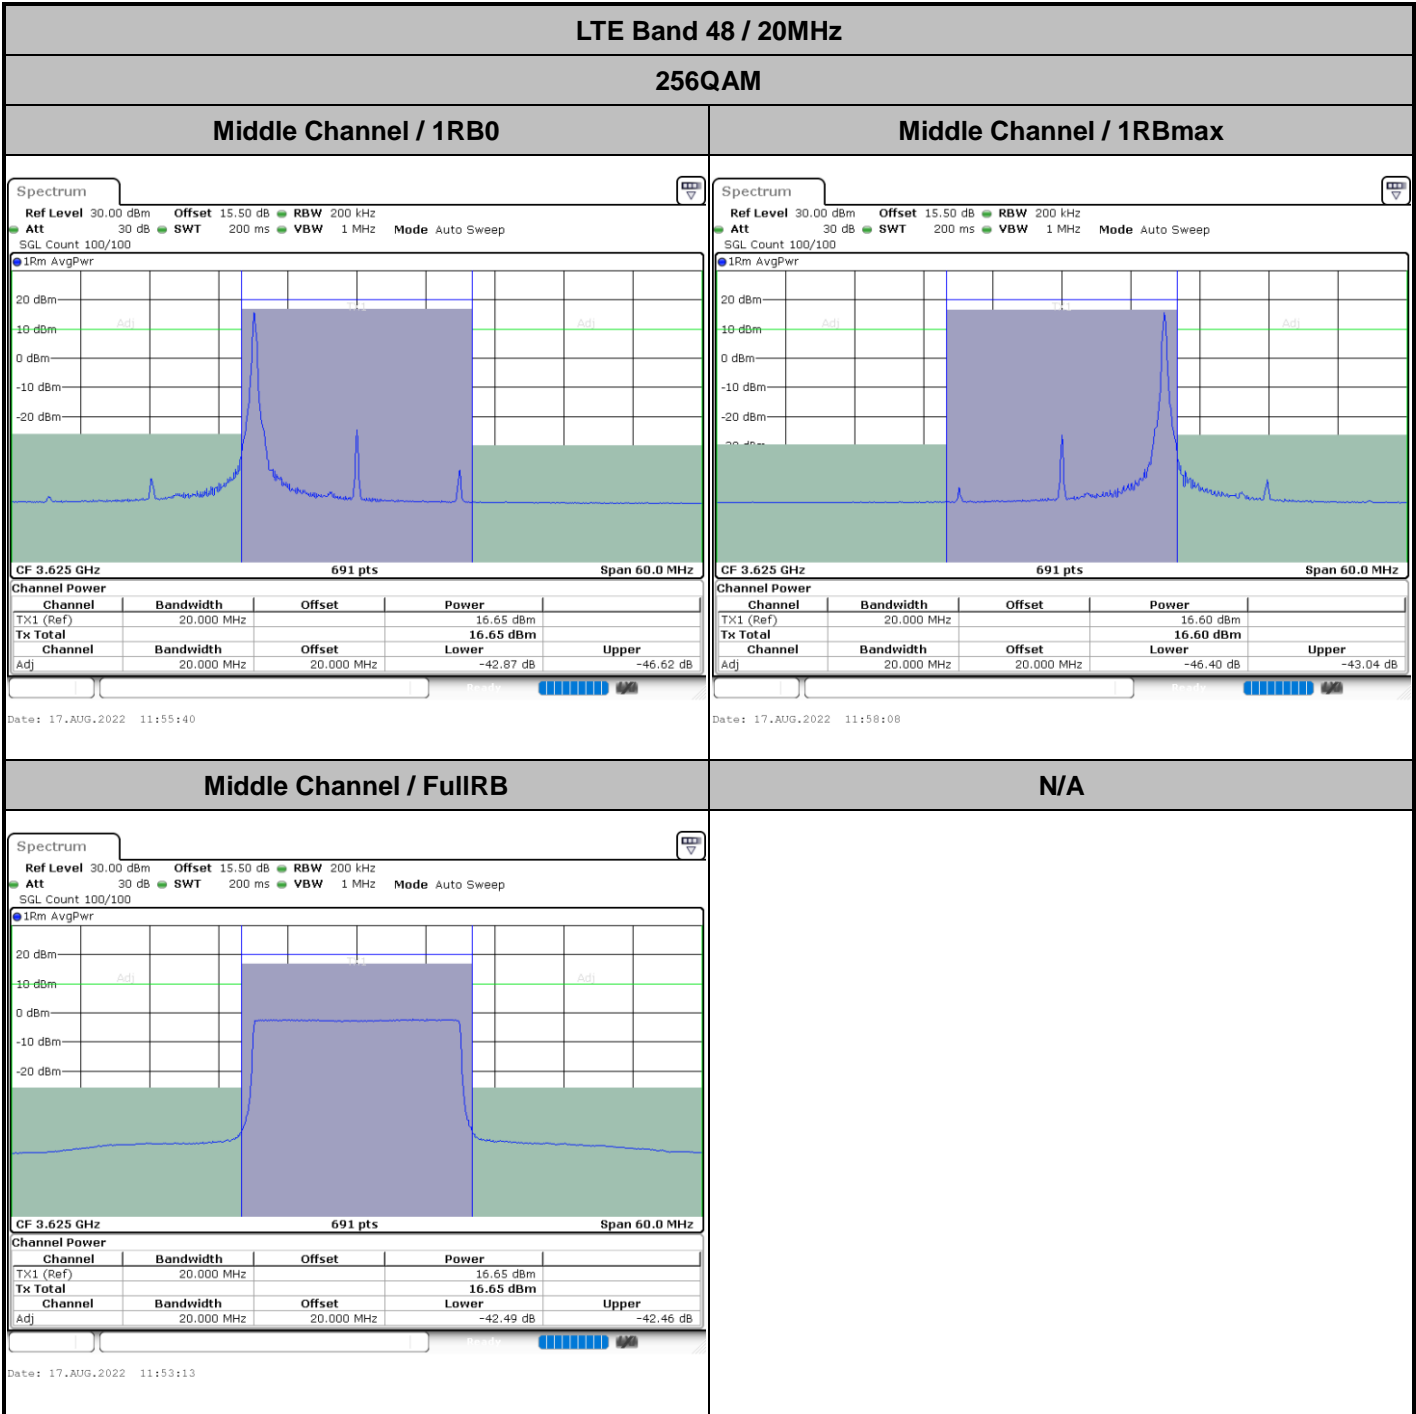 LTE Band 48 / 20MHz
256QAM
Middle Channel / 1RB0
Middle Channel / 1RBmax
Spectrum
Ref Level 30.00 dBm Offset 15.50 dB RBW 200 kHz
Att 30 dB SWT 200 ms VBW 1 MHz Mode Auto Sweep
SGL Count 100/100
1Rm AvgPwr
20 dBm
TX1
Adj
Adj
10 dBm
0 dBm
-10 dBm
-20 dBm
CF 3.625 GHz 691 pts Span 60.0 MHz
Channel Power
Channel Bandwidth Offset Power
TX1 (Ref) 20.000 MHz 16.65 dBm
Tx Total 16.65 dBm
Channel Bandwidth Offset Lower Upper
Adj 20.000 MHz 20.000 MHz -42.87 dB -46.62 dB
Ready
Date: 17.AUG.2022 11:55:40
Spectrum
Ref Level 30.00 dBm Offset 15.50 dB RBW 200 kHz
Att 30 dB SWT 200 ms VBW 1 MHz Mode Auto Sweep
SGL Count 100/100
1Rm AvgPwr
20 dBm
TX1
Adj
Adj
10 dBm
0 dBm
-10 dBm
-20 dBm
CF 3.625 GHz 691 pts Span 60.0 MHz
Channel Power
Channel Bandwidth Offset Power
TX1 (Ref) 20.000 MHz 16.60 dBm
Tx Total 16.60 dBm
Channel Bandwidth Offset Lower Upper
Adj 20.000 MHz 20.000 MHz -46.40 dB -43.04 dB
Ready
Date: 17.AUG.2022 11:58:08
Middle Channel / FullRB
N/A
Spectrum
Ref Level 30.00 dBm Offset 15.50 dB RBW 200 kHz
Att 30 dB SWT 200 ms VBW 1 MHz Mode Auto Sweep
SGL Count 100/100
1Rm AvgPwr
20 dBm
TX1
Adj
Adj
10 dBm
0 dBm
-10 dBm
-20 dBm
CF 3.625 GHz 691 pts Span 60.0 MHz
Channel Power
Channel Bandwidth Offset Power
TX1 (Ref) 20.000 MHz 16.65 dBm
Tx Total 16.65 dBm
Channel Bandwidth Offset Lower Upper
Adj 20.000 MHz 20.000 MHz -42.49 dB -42.46 dB
Ready
Date: 17.AUG.2022 11:53:13